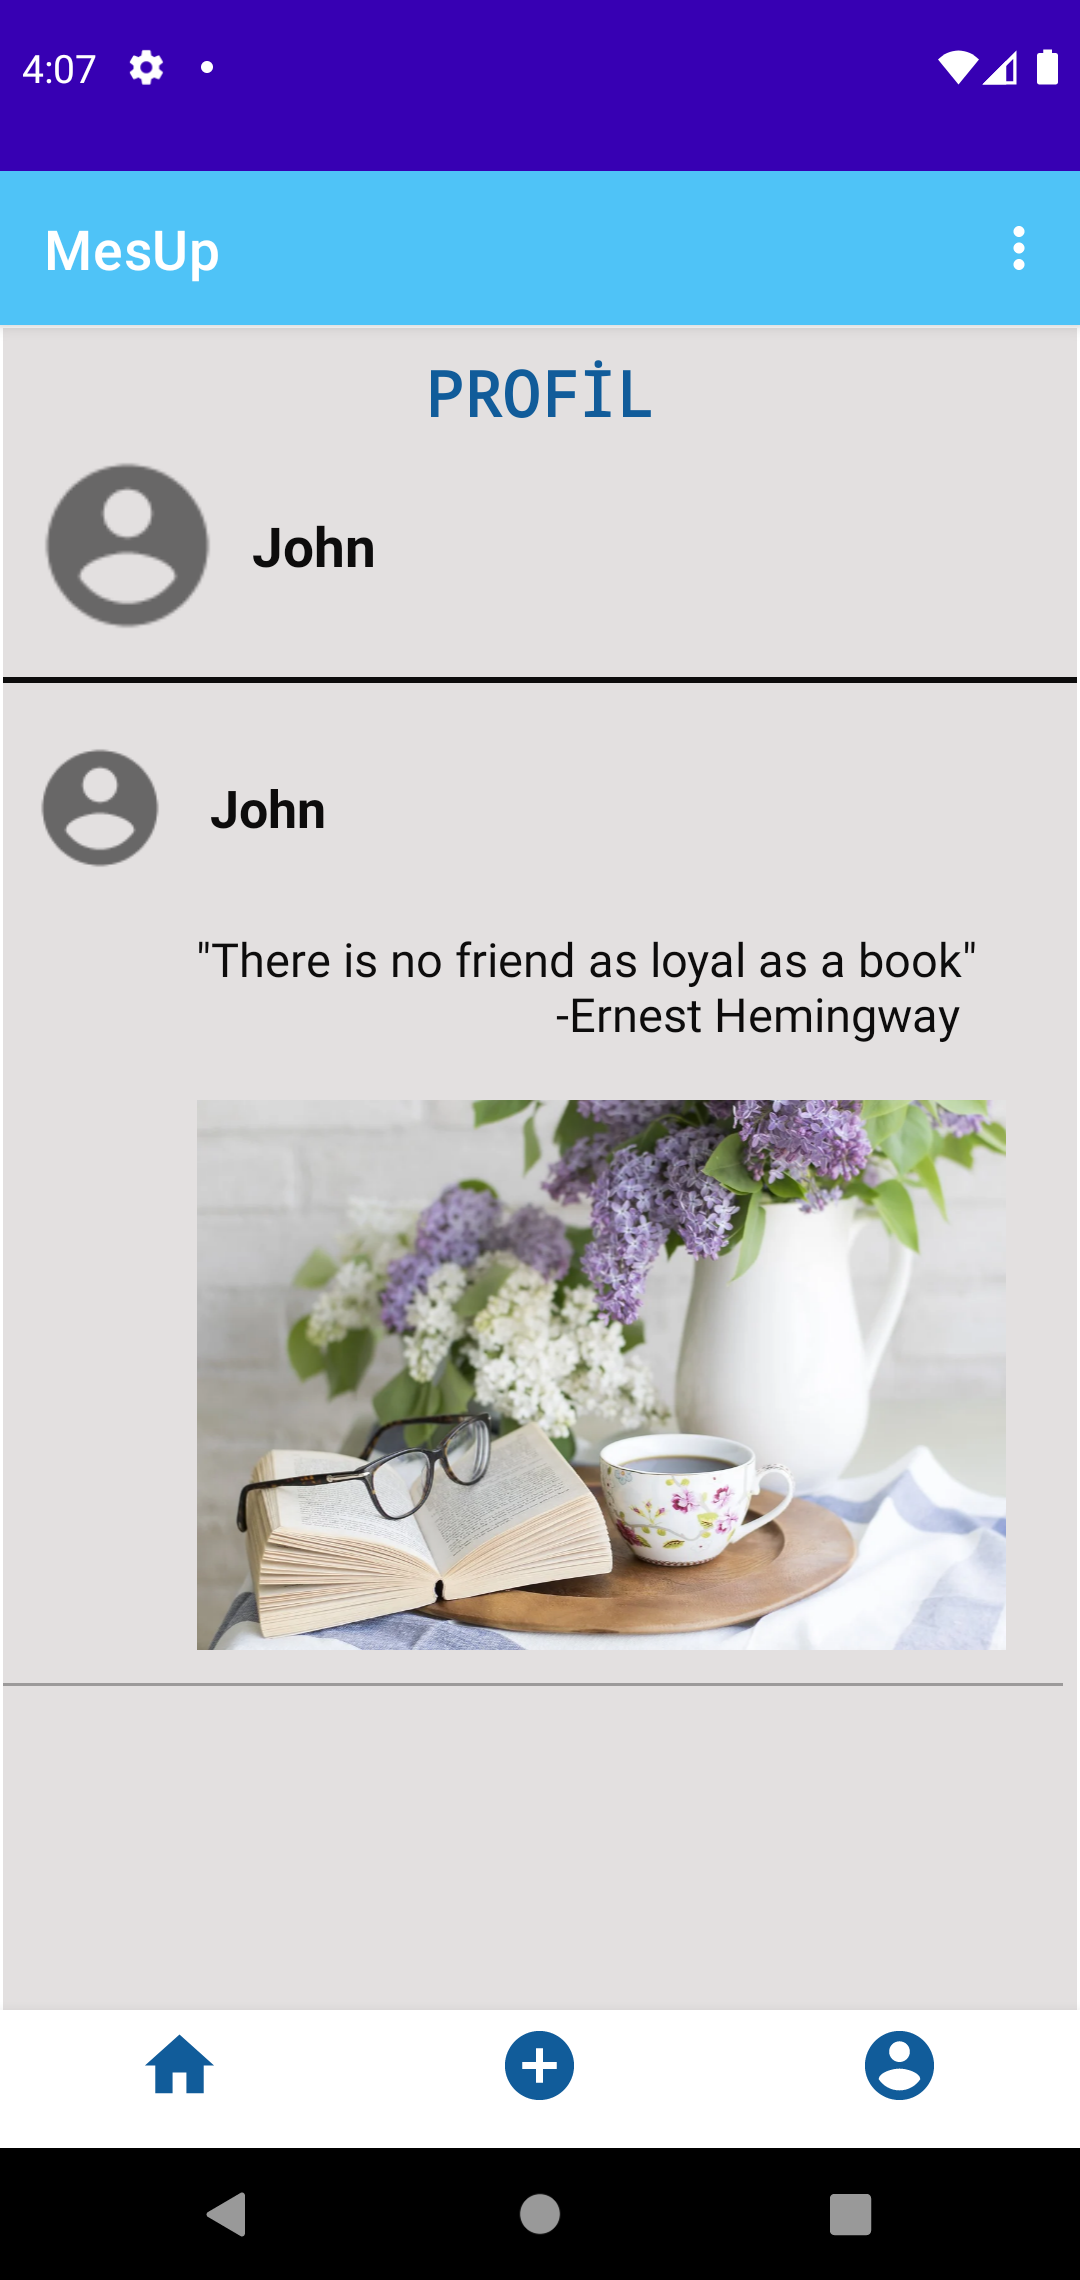 4:07
MesUp
PROFİL
John
John
"There is no friend as loyal as a book"
-Ernest Hemingway